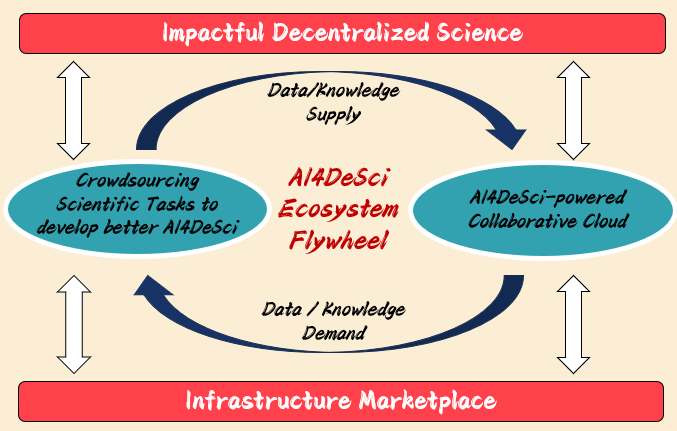 Impactful Decentralized Science
Data/Knowledge
Supply
Crowdsourcing
Scientific Tasks to
develop better AI4DeSci
AI4DeSci
Ecosystem
Flywheel
AI4DeSci-powered
Collaborative Cloud
Data / Knowledge
Demand
Infrastructure Marketplace